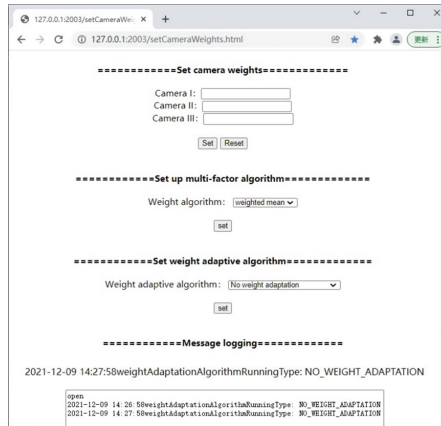 127.0.0.1:2003/setCameraWei
127.0.0.1:2003/setCameraWeights.html
更新
============Set camera weights=============
Camera I:
Camera II:
Camera III:
Set Reset
============Set up multi-factor algorithm=============
Weight algorithm: weighted mean
set
============Set weight adaptive algorithm=============
Weight adaptive algorithm: No weight adaptation
set
============Message logging=============
2021-12-09 14:27:58weightAdaptationAlgorithmRunningType: NO_WEIGHT_ADAPTATION
open
2021-12-09 14:26:58weightAdaptationAlgorithmRunningType: NO_WEIGHT_ADAPTATION
2021-12-09 14:27:58weightAdaptationAlgorithmRunningType: NO_WEIGHT_ADAPTATION